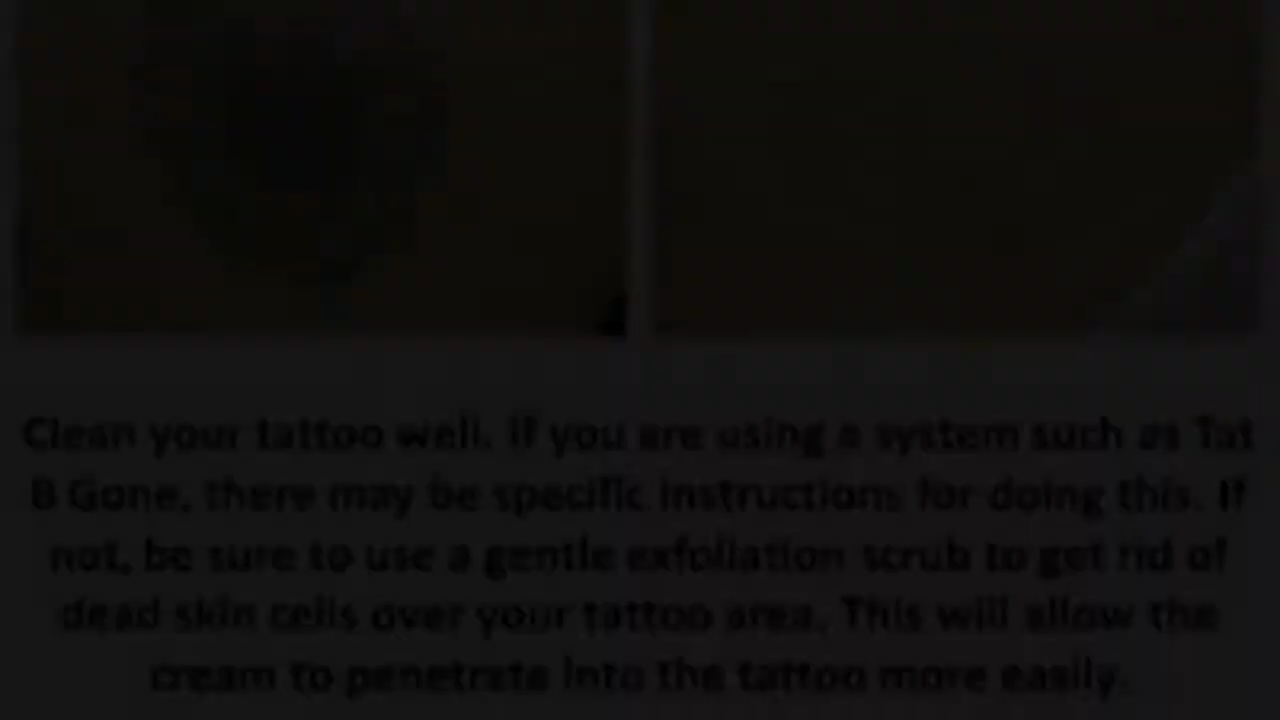 Clean your tattoo well. If you are using a system such as Tat
B Gone, there may be specific instructions for doing this. If
not, be sure to use a gentle exfoliation scrub to get rid of
dead skin cells over your tattoo area. This will allow the
cream to penetrate into the tattoo more easily.